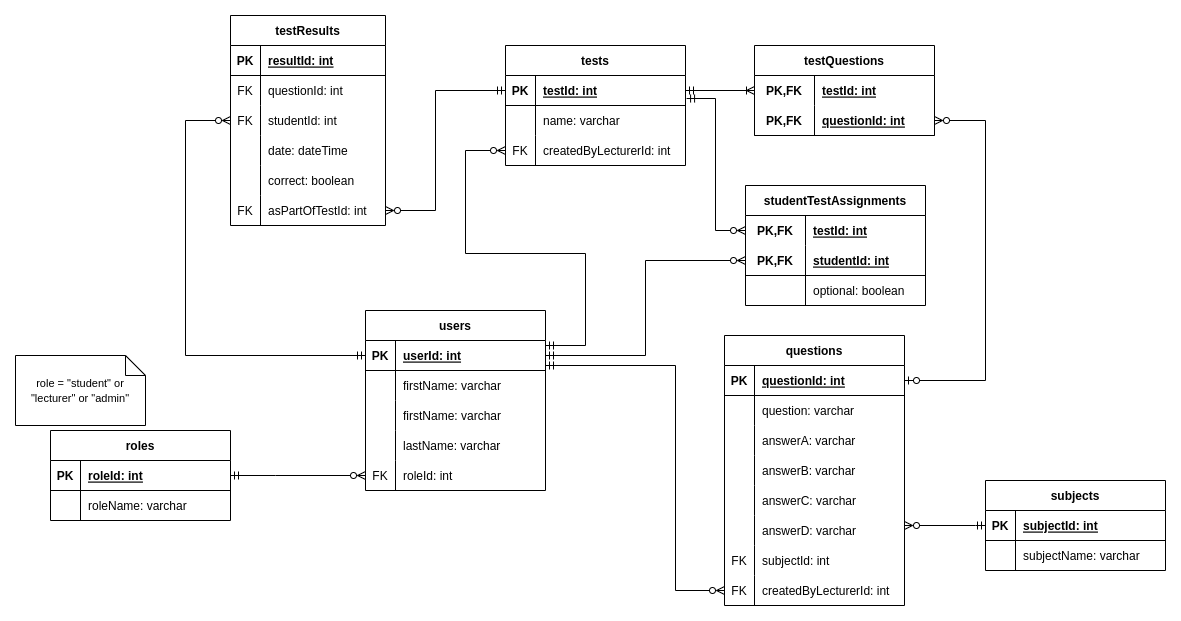 testResults
PK resultId: int
FK questionId: int
FK studentId: int
date: dateTime
correct: boolean
FK asPartOfTestId: int
tests
PK testId: int
name: varchar
FK createdByLecturerId: int
testQuestions
PK,FK testId: int
PK,FK questionId: int
studentTestAssignments
PK,FK testId: int
PK,FK studentId: int
optional: boolean
users
PK userId: int
firstName: varchar
firstName: varchar
lastName: varchar
FK roleId: int
role = "student" or
"lecturer" or "admin"
roles
PK roleId: int
roleName: varchar
questions
PK questionId: int
question: varchar
answerA: varchar
answerB: varchar
answerC: varchar
answerD: varchar
FK subjectId: int
FK createdByLecturerId: int
subjects
PK subjectId: int
subjectName: varchar